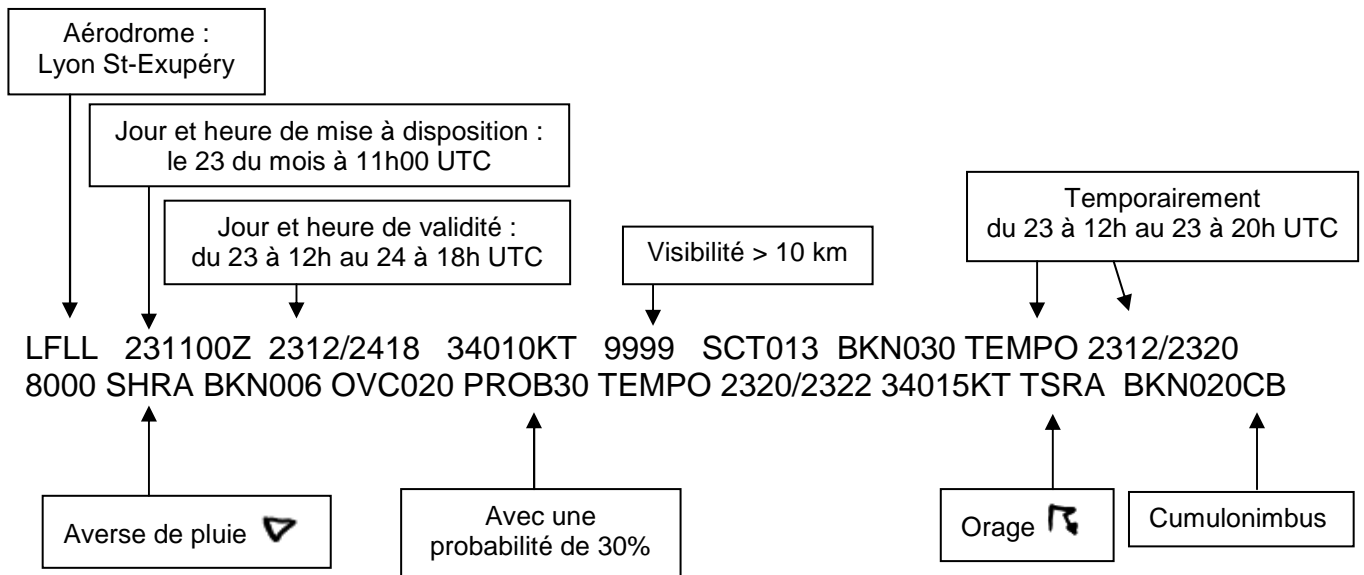 Aérodrome :
Lyon St-Exupéry
Jour et heure de mise à disposition :
le 23 du mois à 11h00 UTC
Jour et heure de validité :
du 23 à 12h au 24 à 18h UTC
Visibilité > 10 km
Temporairement
du 23 à 12h au 23 à 20h UTC
LFLL 231100Z 2312/2418 34010KT 9999 SCT013 BKN030 TEMPO 2312/2320
8000 SHRA BKN006 OVC020 PROB30 TEMPO 2320/2322 34015KT TSRA BKN020CB
Averse de pluie
Avec une
probabilité de 30%
Orage
Cumulonimbus